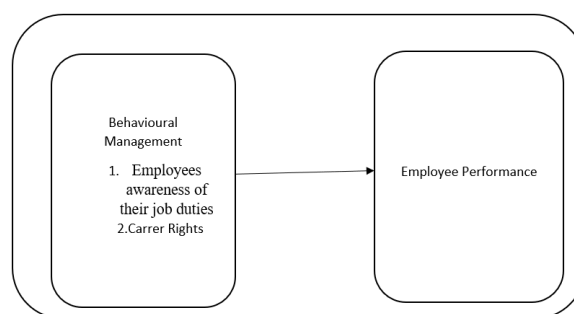 Behavioural
Management
1. Employees
awareness of
their job duties
2.Carrer Rights
Employee Performance